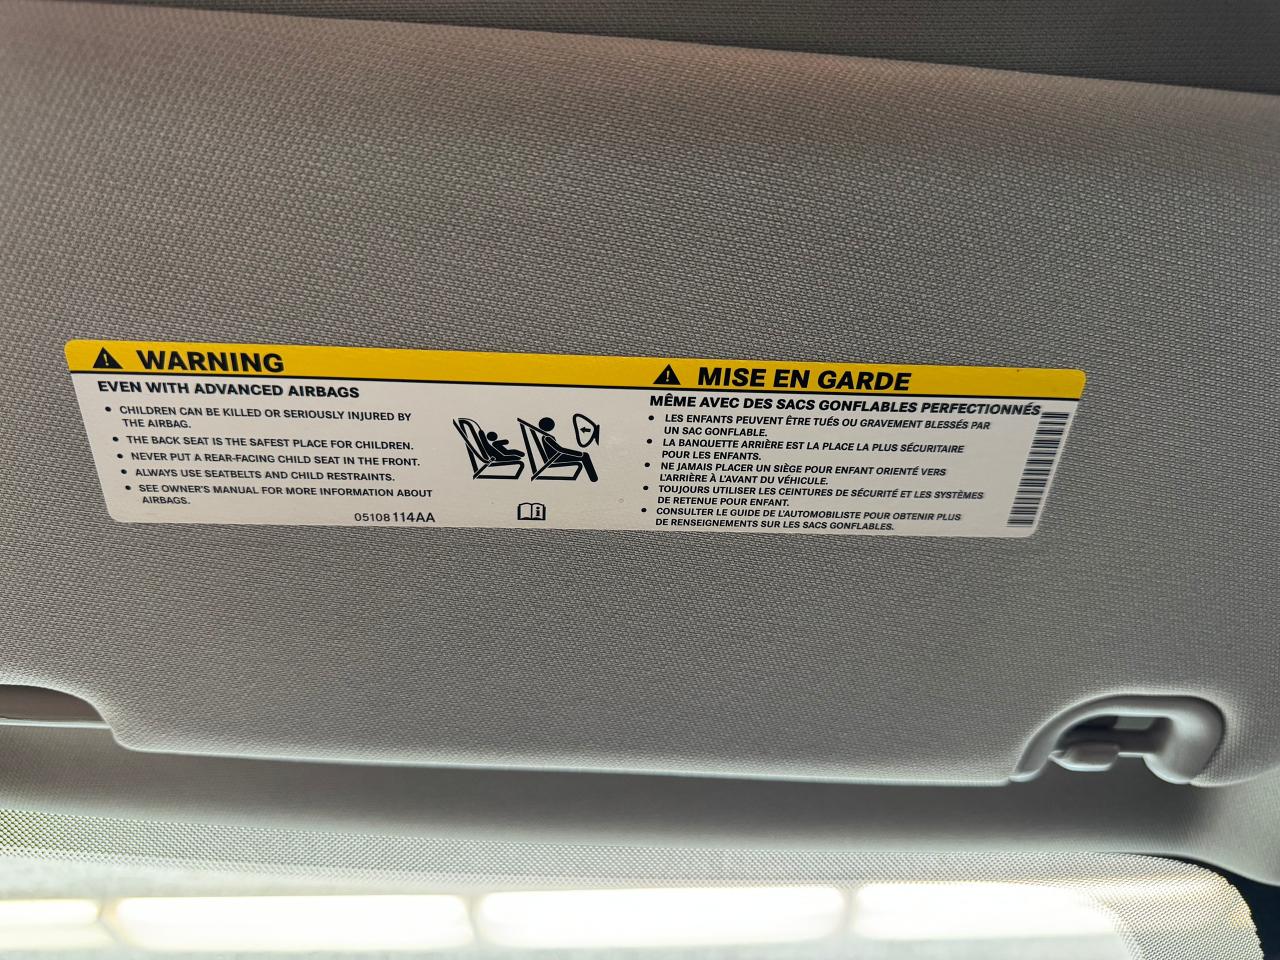 WARNING
EVEN WITH ADVANCED AIRBAGS
• CHILDREN CAN BE KILLED OR SERIOUSLY INJURED BY
THE AIRBAG.
• THE BACK SEAT IS THE SAFEST PLACE FOR CHILDREN.
• NEVER PUT A REAR-FACING CHILD SEAT IN THE FRONT.
• ALWAYS USE SEATBELTS AND CHILD RESTRAINTS.
• SEE OWNER'S MANUAL FOR MORE INFORMATION ABOUT
AIRBAGS.
05108114AA
MISE EN GARDE
MÊME AVEC DES SACS GONFLABLES PERFECTIONNÉS
• LES ENFANTS PEUVENT ÊTRE TUÉS OU GRAVEMENT BLESSÉS PAR
UN SAC GONFLABLE.
• LA BANQUETTE ARRIÈRE EST LA PLACE LA PLUS SÉCURITAIRE
POUR LES ENFANTS.
• NE JAMAIS PLACER UN SIÈGE POUR ENFANT ORIENTÉ VERS
L'ARRIÈRE À L'AVANT DU VÉHICULE.
• TOUJOURS UTILISER LES CEINTURES DE SÉCURITÉ ET LES SYSTÈMES
DE RETENUE POUR ENFANT.
• CONSULTER LE GUIDE DE L'AUTOMOBILISTE POUR OBTENIR PLUS
DE RENSEIGNEMENTS SUR LES SACS GONFLABLES.